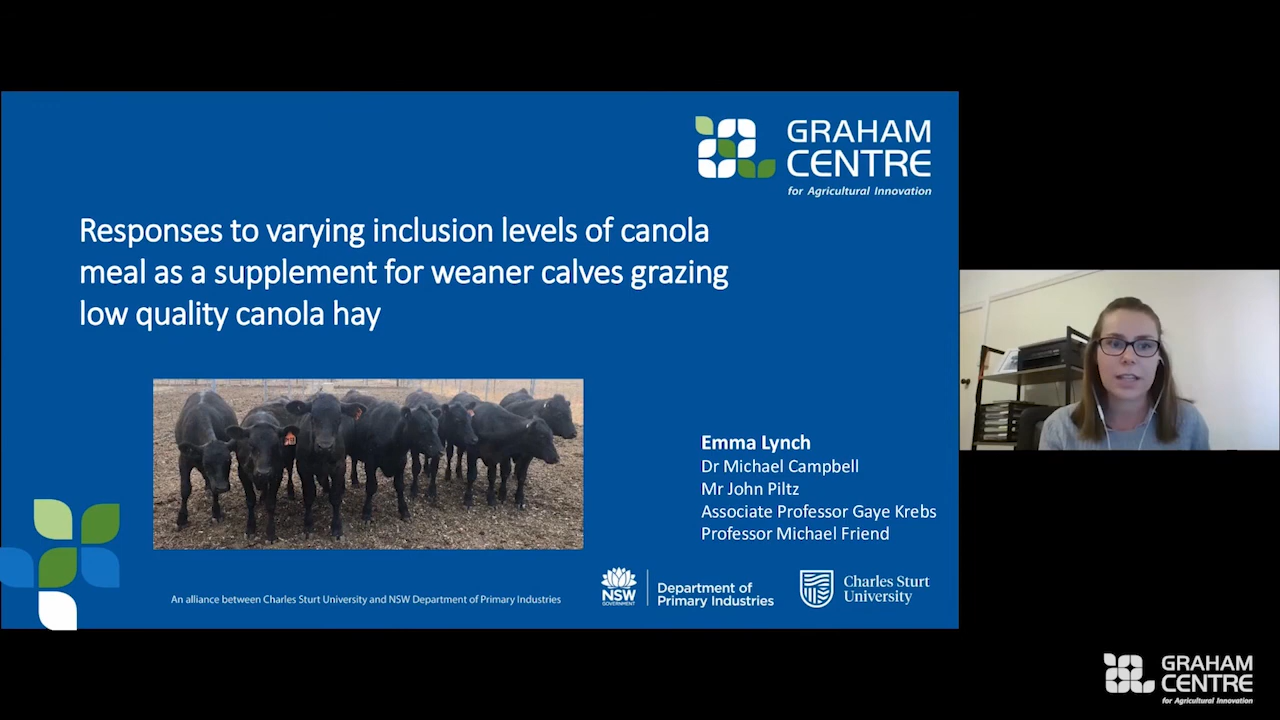 GRAHAM
CENTRE
for Agricultural Innovation
Responses to varying inclusion levels of canola
meal as a supplement for weaner calves grazing
low quality canola hay
Emma Lynch
Dr Michael Campbell
Mr John Piltz
Associate Professor Gaye Krebs
Professor Michael Friend
An alliance between Charles Sturt University and NSW Department of Primary Industries
NSW
GOVERNMENT
Department of
Primary Industries
Charles Sturt
University
GRAHAM
CENTRE
for Agricultural Innovation